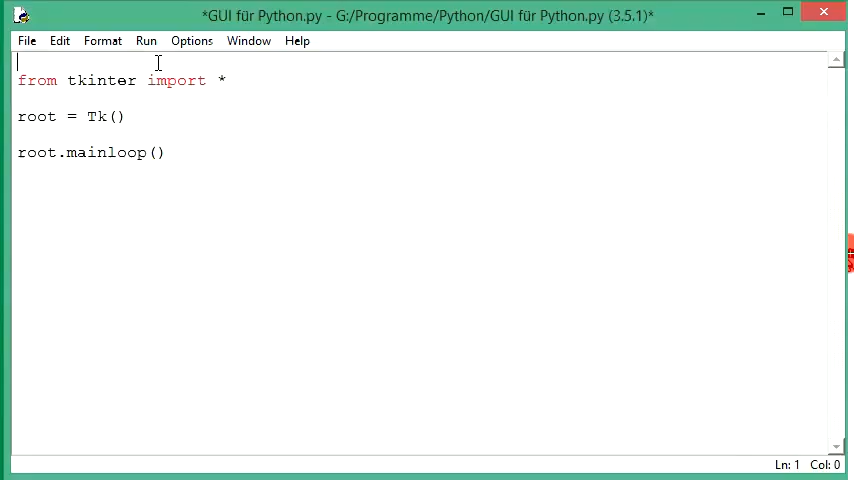 *GUI für Python.py - G:/Programme/Python/GUI für Python.py (3.5.1)*
File Edit Format Run Options Window Help
from tkinter import *
root = Tk()
root.mainloop()
Ln: 1 Col: 0